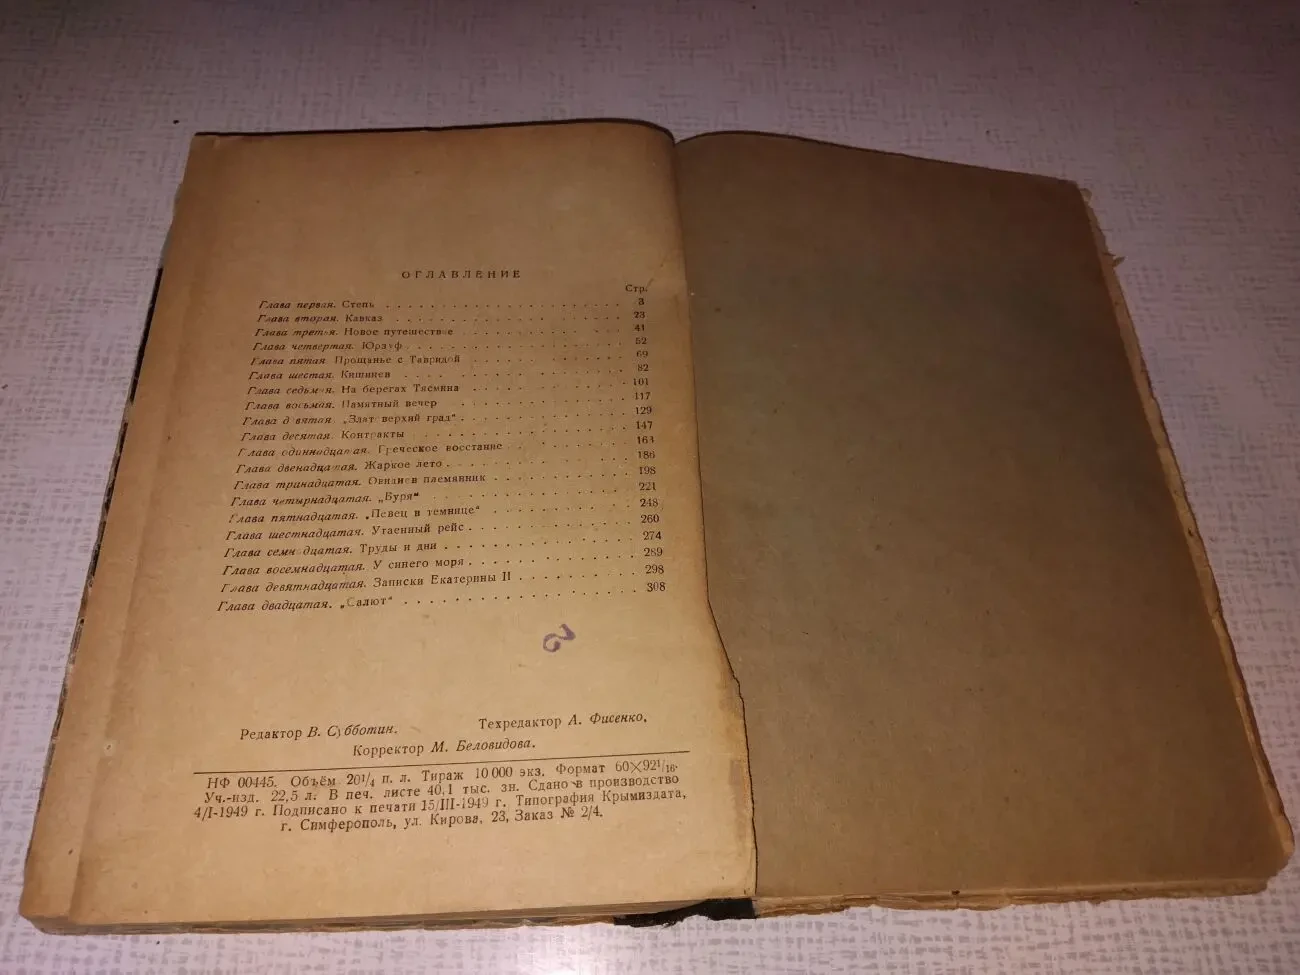 ОГЛАВЛЕНИЕ
Стр.
Глава первая. Степь 3
Глава вторая. Кавказ 23
Глава третья. Новое путешествие 41
Глава четвертая. Юрзуф 52
Глава пятая Прощанье с Тавридой 69
Глава шестая. Кишинев 82
Глава седьмая. На берегах Тясмина 101
Глава восьмая. Памятный вечер 117
Глава д вятая. „Злат верхий град“ 129
Глава десятая. Контракты 147
Глава одиннадцатая. Греческое восстание 164
Глава двенадцатая. Жаркое лето 186
Глава тринадцатая. Овидиев племянник 198
Глава четырнадцатая. „Буря“ 221
Глава пятнадцатая. „Певец в темнице“ 248
Глава шестнадцатая. Утаенный рейс 260
Глава семн дцатая. Труды и дни 274
Глава восемнадцатая. У синего моря 289
Глава девятнадцатая. Записки Екатерины II 298
Глава двадцатая. „Салют“ 308
2
Редактор В. Субботин. Техредактор А. Фисенко.
Корректор М. Беловидова.
НФ 00445. Объём 20¹/₄ п. л. Тираж 10 000 экз. Формат 60×92¹/₁₆.
Уч.-изд. 22,5 л. В печ. листе 40,1 тыс. зн. Сдано в производство
4/I-1949 г. Подписано к печати 15/III-1949 г. Типография Крымиздата,
г. Симферополь, ул. Кирова, 23, Заказ № 2/4.